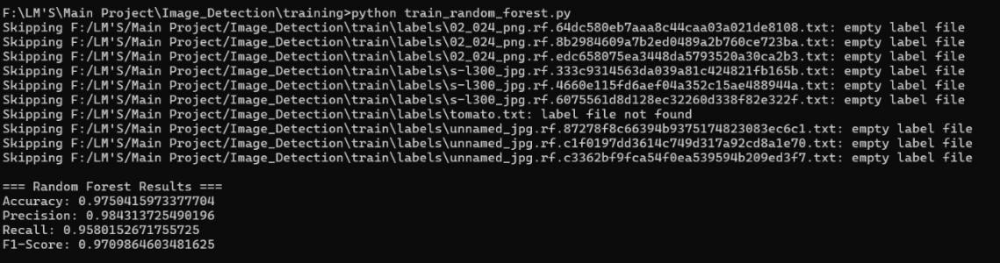 F:\LM'S\Main Project\Image_Detection\training>python train_random_forest.py
Skipping F:/LM'S/Main Project/Image_Detection\train\labels\02_024_png.rf.64dc580eb7aaa8c44caa03a021de8108.txt: empty label file
Skipping F:/LM'S/Main Project/Image_Detection\train\labels\02_024_png.rf.8b2984609a7b2ed0489a2b760ce723ba.txt: empty label file
Skipping F:/LM'S/Main Project/Image_Detection\train\labels\02_024_png.rf.edc658075ea3448da5793520a30ca2b3.txt: empty label file
Skipping F:/LM'S/Main Project/Image_Detection\train\labels\s-l300_jpg.rf.333c9314563da039a81c424821fb165b.txt: empty label file
Skipping F:/LM'S/Main Project/Image_Detection\train\labels\s-l300_jpg.rf.4660e115fd6aef04a352c15ae488944a.txt: empty label file
Skipping F:/LM'S/Main Project/Image_Detection\train\labels\s-l300_jpg.rf.6075561d8d128ec32260d338f82e322f.txt: empty label file
Skipping F:/LM'S/Main Project/Image_Detection\train\labels\tomato.txt: label file not found
Skipping F:/LM'S/Main Project/Image_Detection\train\labels\unnamed_jpg.rf.87278f8c66394b9375174823083ec6c1.txt: empty label file
Skipping F:/LM'S/Main Project/Image_Detection\train\labels\unnamed_jpg.rf.c1f0197dd3614c749d317a92cd8a1e70.txt: empty label file
Skipping F:/LM'S/Main Project/Image_Detection\train\labels\unnamed_jpg.rf.c3362bf9fca54f0ea539594b209ed3f7.txt: empty label file
=== Random Forest Results ===
Accuracy: 0.9750415973377704
Precision: 0.984313725490196
Recall: 0.9580152671755725
F1-Score: 0.9709864603481625